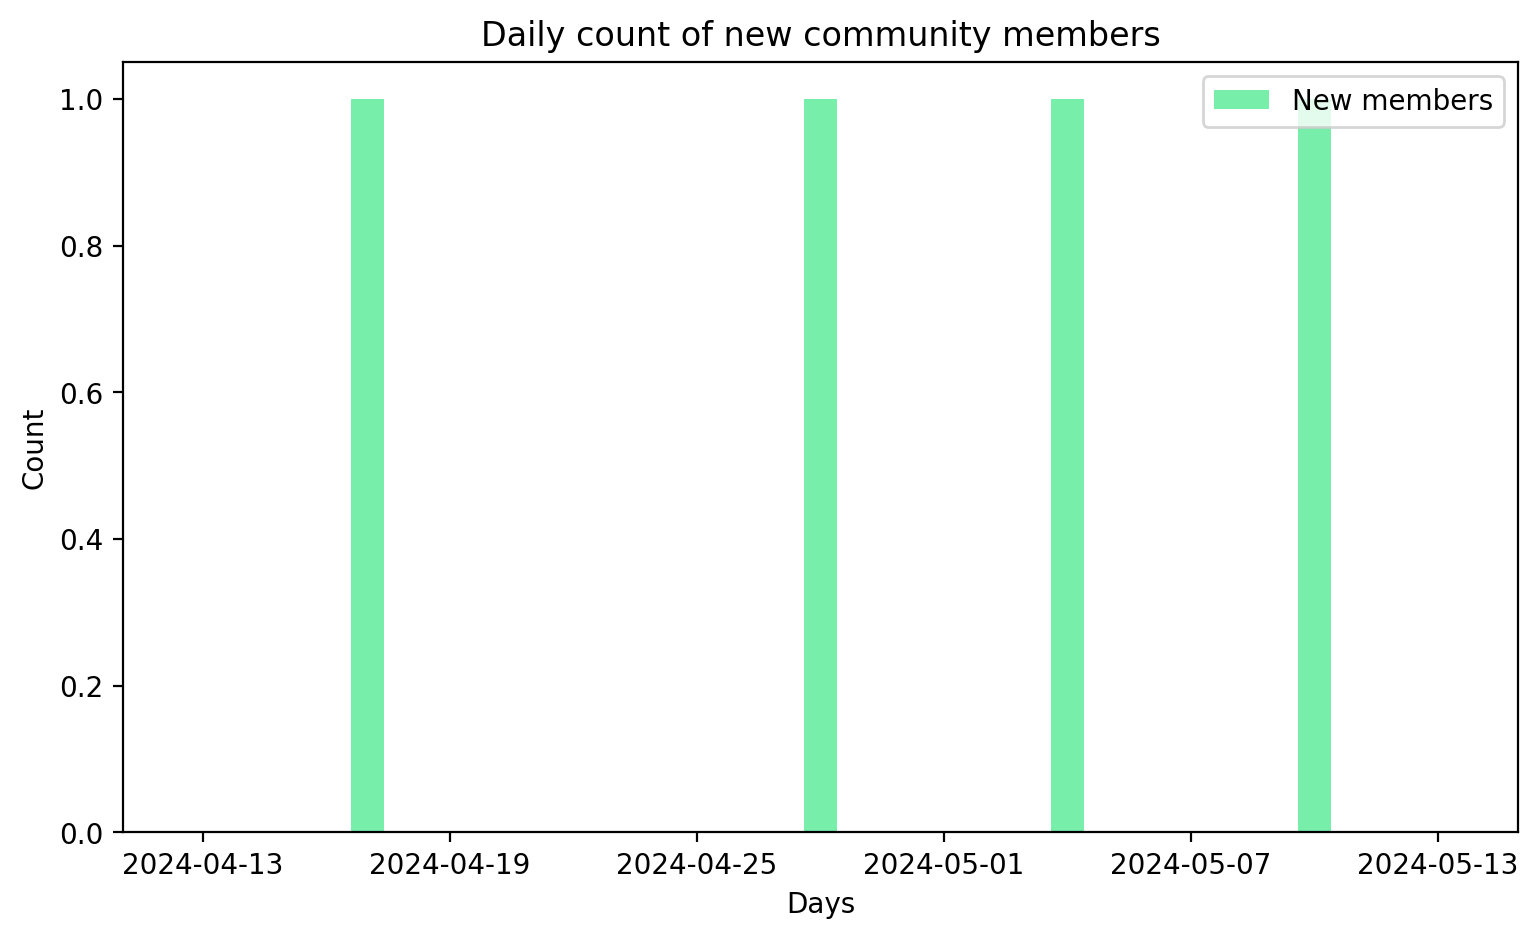 Daily count of new community members
New members
1.0
0.8
0.6
0.4
0.2
0.0
Count
2024-04-13 2024-04-19 2024-04-25 2024-05-01 2024-05-07 2024-05-13
Days